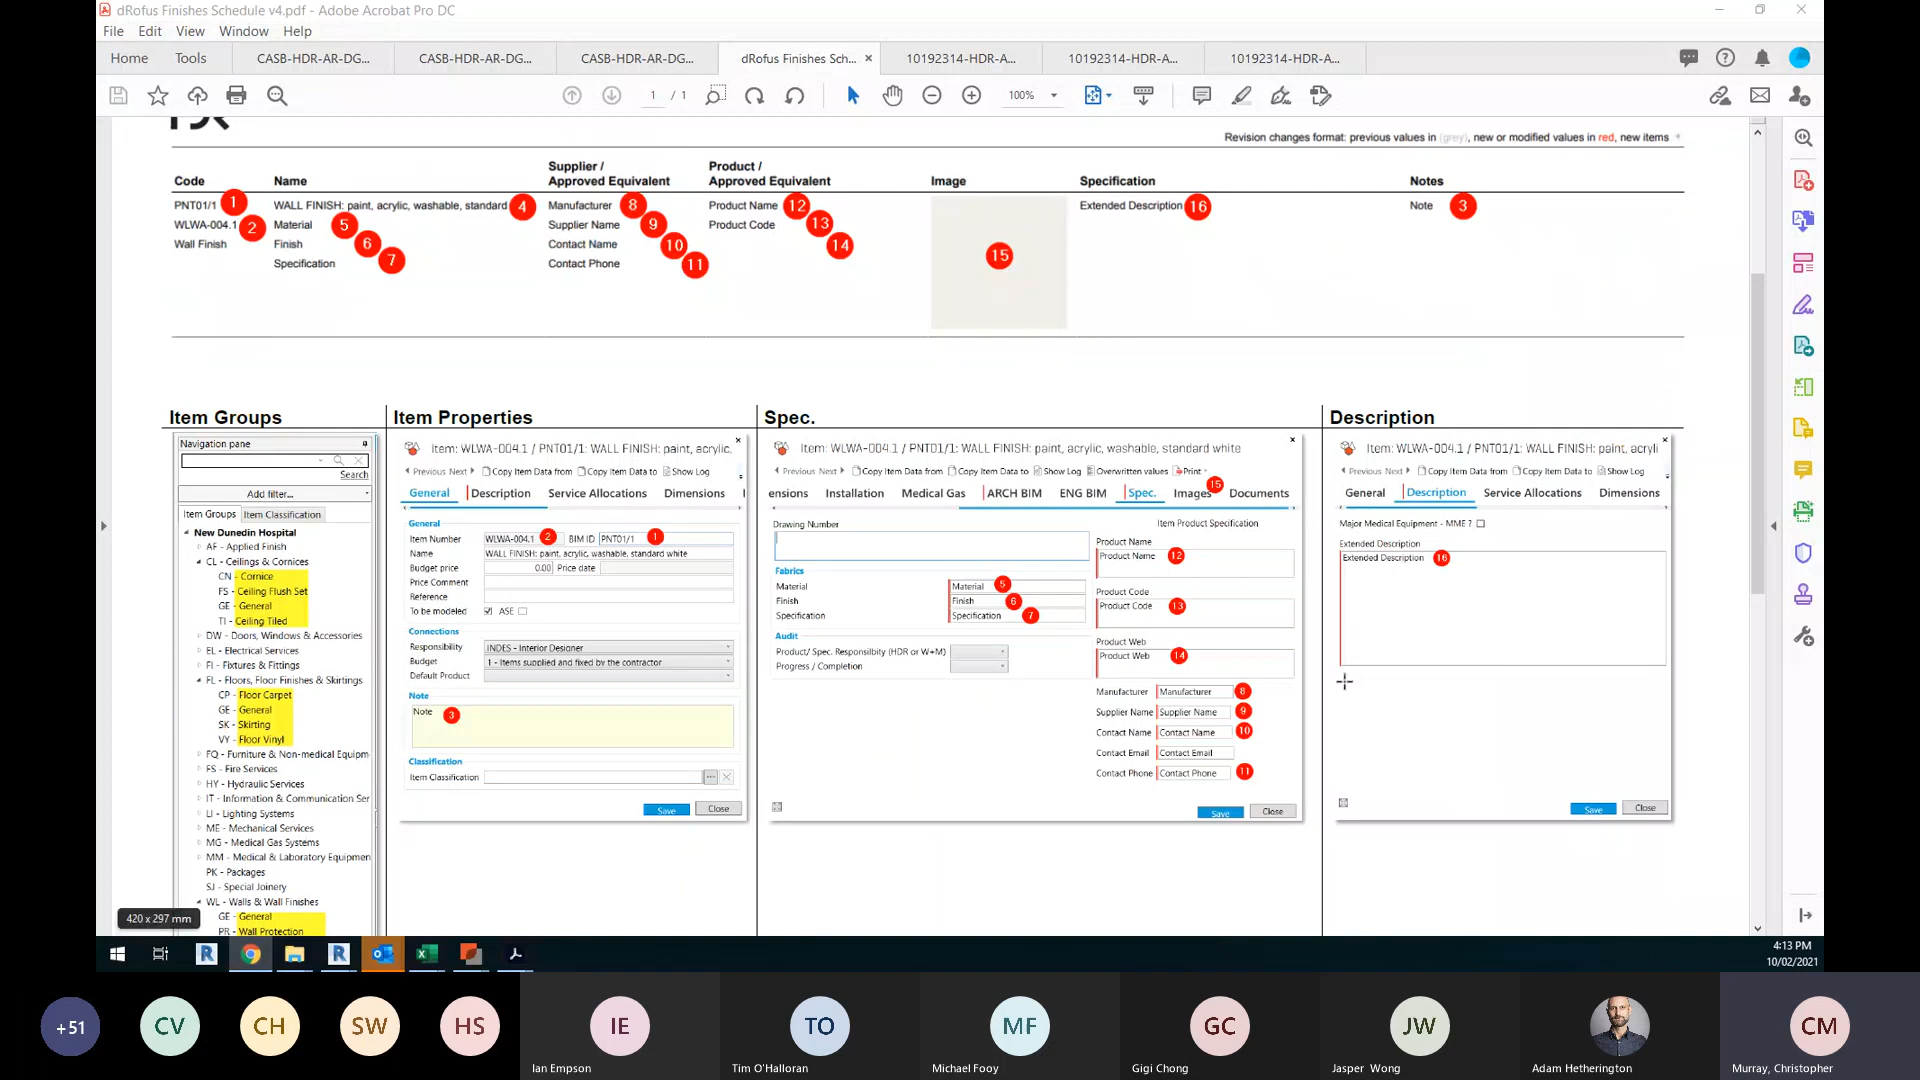 dRofus Finishes Schedule v4.pdf - Adobe Acrobat Pro DC
File Edit View Window Help
Home Tools CASB-HDR-AR-DG... CASB-HDR-AR-DG... CASB-HDR-AR-DG... dRofus Finishes Sch... × 10192314-HDR-A... 10192314-HDR-A... 10192314-HDR-A...
1 / 1 100%
Revision changes format: previous values in (grey), new or modified values in red, new items *
Code Name Supplier / Approved Equivalent Product / Approved Equivalent Image Specification Notes
PNT01/1 1 WALL FINISH: paint, acrylic, washable, standard 4 Manufacturer 8 Product Name 12 Extended Description 16 Note 3
WLWA-004.1 2 Material 5 Supplier Name 9 Product Code 13
Wall Finish Finish 6 Contact Name 10 14 15
Specification 7 Contact Phone 11
Item Groups
Navigation pane
Search
Add filter...
Item Groups Item Classification
New Dunedin Hospital
AF - Applied Finish
CL - Ceilings & Cornices
CN - Cornice
FS - Ceiling Flush Set
GE - General
TI - Ceiling Tiled
DW - Doors, Windows & Accessories
EL - Electrical Services
FI - Fixtures & Fittings
FL - Floors, Floor Finishes & Skirtings
CP - Floor Carpet
GE - General
SK - Skirting
VY - Floor Vinyl
FQ - Furniture & Non-medical Equipm
FS - Fire Services
HY - Hydraulic Services
IT - Information & Communication Ser
LI - Lighting Systems
ME - Mechanical Services
MG - Medical Gas Systems
MM - Medical & Laboratory Equipmen
PK - Packages
SJ - Special Joinery
WL - Walls & Wall Finishes
GE - General
PR - Wall Protection
420 x 297 mm
Item Properties
Item: WLWA-004.1 / PNT01/1: WALL FINISH: paint, acrylic,
Previous Next Copy Item Data from Copy Item Data to Show Log
General Description Service Allocations Dimensions
General
Item Number WLWA-004.1 2 BIM ID PNT01/1 1
Name WALL FINISH: paint, acrylic, washable, standard white
Budget price 0.00 Price date
Price Comment
Reference
To be modeled ASE
Connections
Responsibility INDES - Interior Designer
Budget 1 - Items supplied and fixed by the contractor
Default Product
Note
Note 3
Classification
Item Classification ...
Save Close
Spec.
Item: WLWA-004.1 / PNT01/1: WALL FINISH: paint, acrylic, washable, standard white
Previous Next Copy Item Data from Copy Item Data to Show Log Overwritten values Print
ensions Installation Medical Gas ARCH BIM ENG BIM Spec. Images 15 Documents
Drawing Number
Fabrics
Material Material 5
Finish Finish 6
Specification Specification 7
Audit
Product/ Spec. Responsilbity (HDR or W+M)
Progress / Completion
Item Product Specification
Product Name
Product Name 12
Product Code
Product Code 13
Product Web
Product Web 14
Manufacturer Manufacturer 8
Supplier Name Supplier Name 9
Contact Name Contact Name 10
Contact Email Contact Email
Contact Phone Contact Phone 11
Save Close
Description
Item: WLWA-004.1 / PNT01/1: WALL FINISH: paint, acryli
Previous Next Copy Item Data from Copy Item Data to Show Log
General Description Service Allocations Dimensions
Major Medical Equipment - MME ?
Extended Description
Extended Description 16
Save Close
4:13 PM
10/02/2021
+51 CV CH SW HS IE TO MF GC JW CM
Ian Empson Tim O'Halloran Michael Fooy Gigi Chong Jasper Wong Adam Hetherington Murray, Christopher